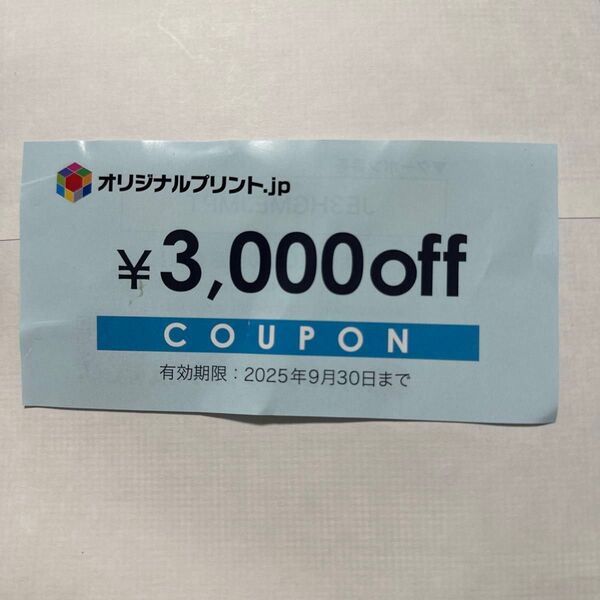 オリジナルプリント.jp
¥3,000off
COUPON
有効期限：2025年9月30日まで